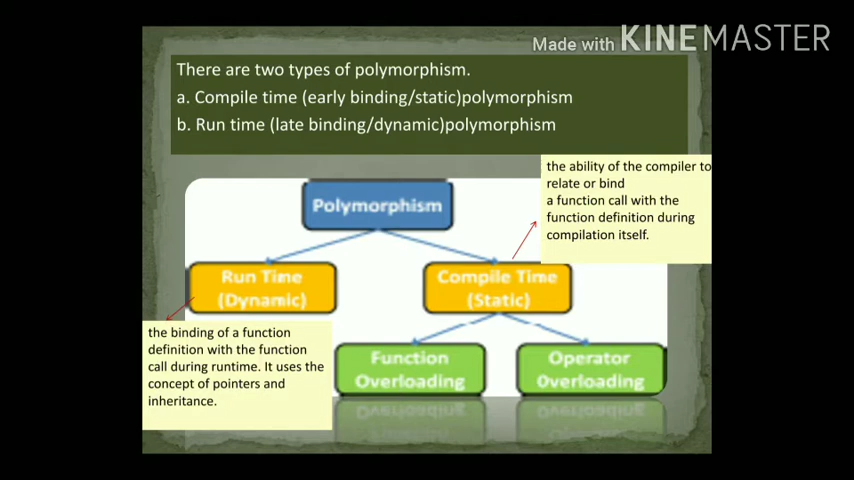 Made with KINEMASTER
There are two types of polymorphism.
a. Compile time (early binding/static)polymorphism
b. Run time (late binding/dynamic)polymorphism
the ability of the compiler to
relate or bind
a function call with the
function definition during
compilation itself.
Polymorphism
Run Time
(Dynamic)
Compile Time
(Static)
the binding of a function
definition with the function
call during runtime. It uses the
concept of pointers and
inheritance.
Function
Overloading
Operator
Overloading